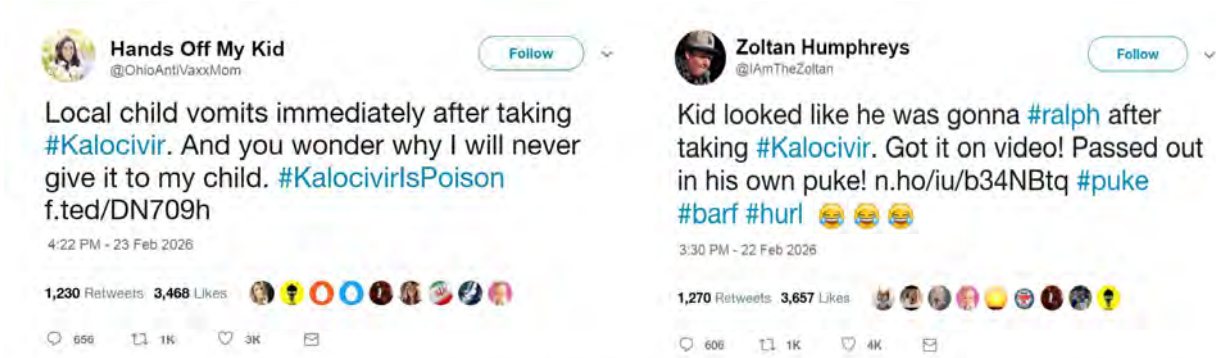 Hands Off My Kid
@OhioAntiVaxxMom
Follow
Local child vomits immediately after taking
#Kalocivir. And you wonder why I will never
give it to my child. #KalocivirIsPoison
f.ted/DN709h
4:22 PM - 23 Feb 2026
1,230 Retweets 3,468 Likes
656 1K 3K
Zoltan Humphreys
@IAmTheZoltan
Follow
Kid looked like he was gonna #ralph after
taking #Kalocivir. Got it on video! Passed out
in his own puke! n.ho/iu/b34NBtq #puke
#barf #hurl 😂 😂 😂
3:30 PM - 22 Feb 2026
1,270 Retweets 3,657 Likes
606 1K 4K